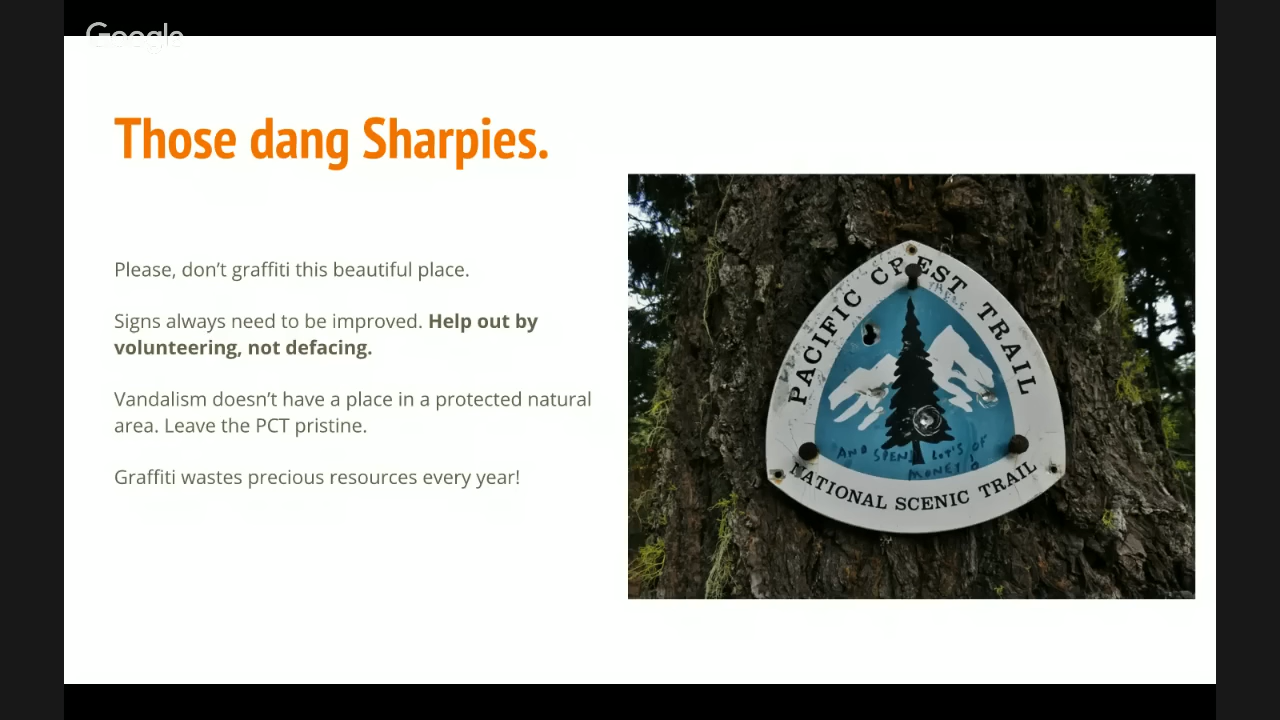 Google
Those dang Sharpies.
Please, don't graffiti this beautiful place.
Signs always need to be improved. Help out by
volunteering, not defacing.
Vandalism doesn't have a place in a protected natural
area. Leave the PCT pristine.
Graffiti wastes precious resources every year!
PACIFIC CREST TRAIL
AND SPEND LOT'S OF
MONEY
NATIONAL SCENIC TRAIL